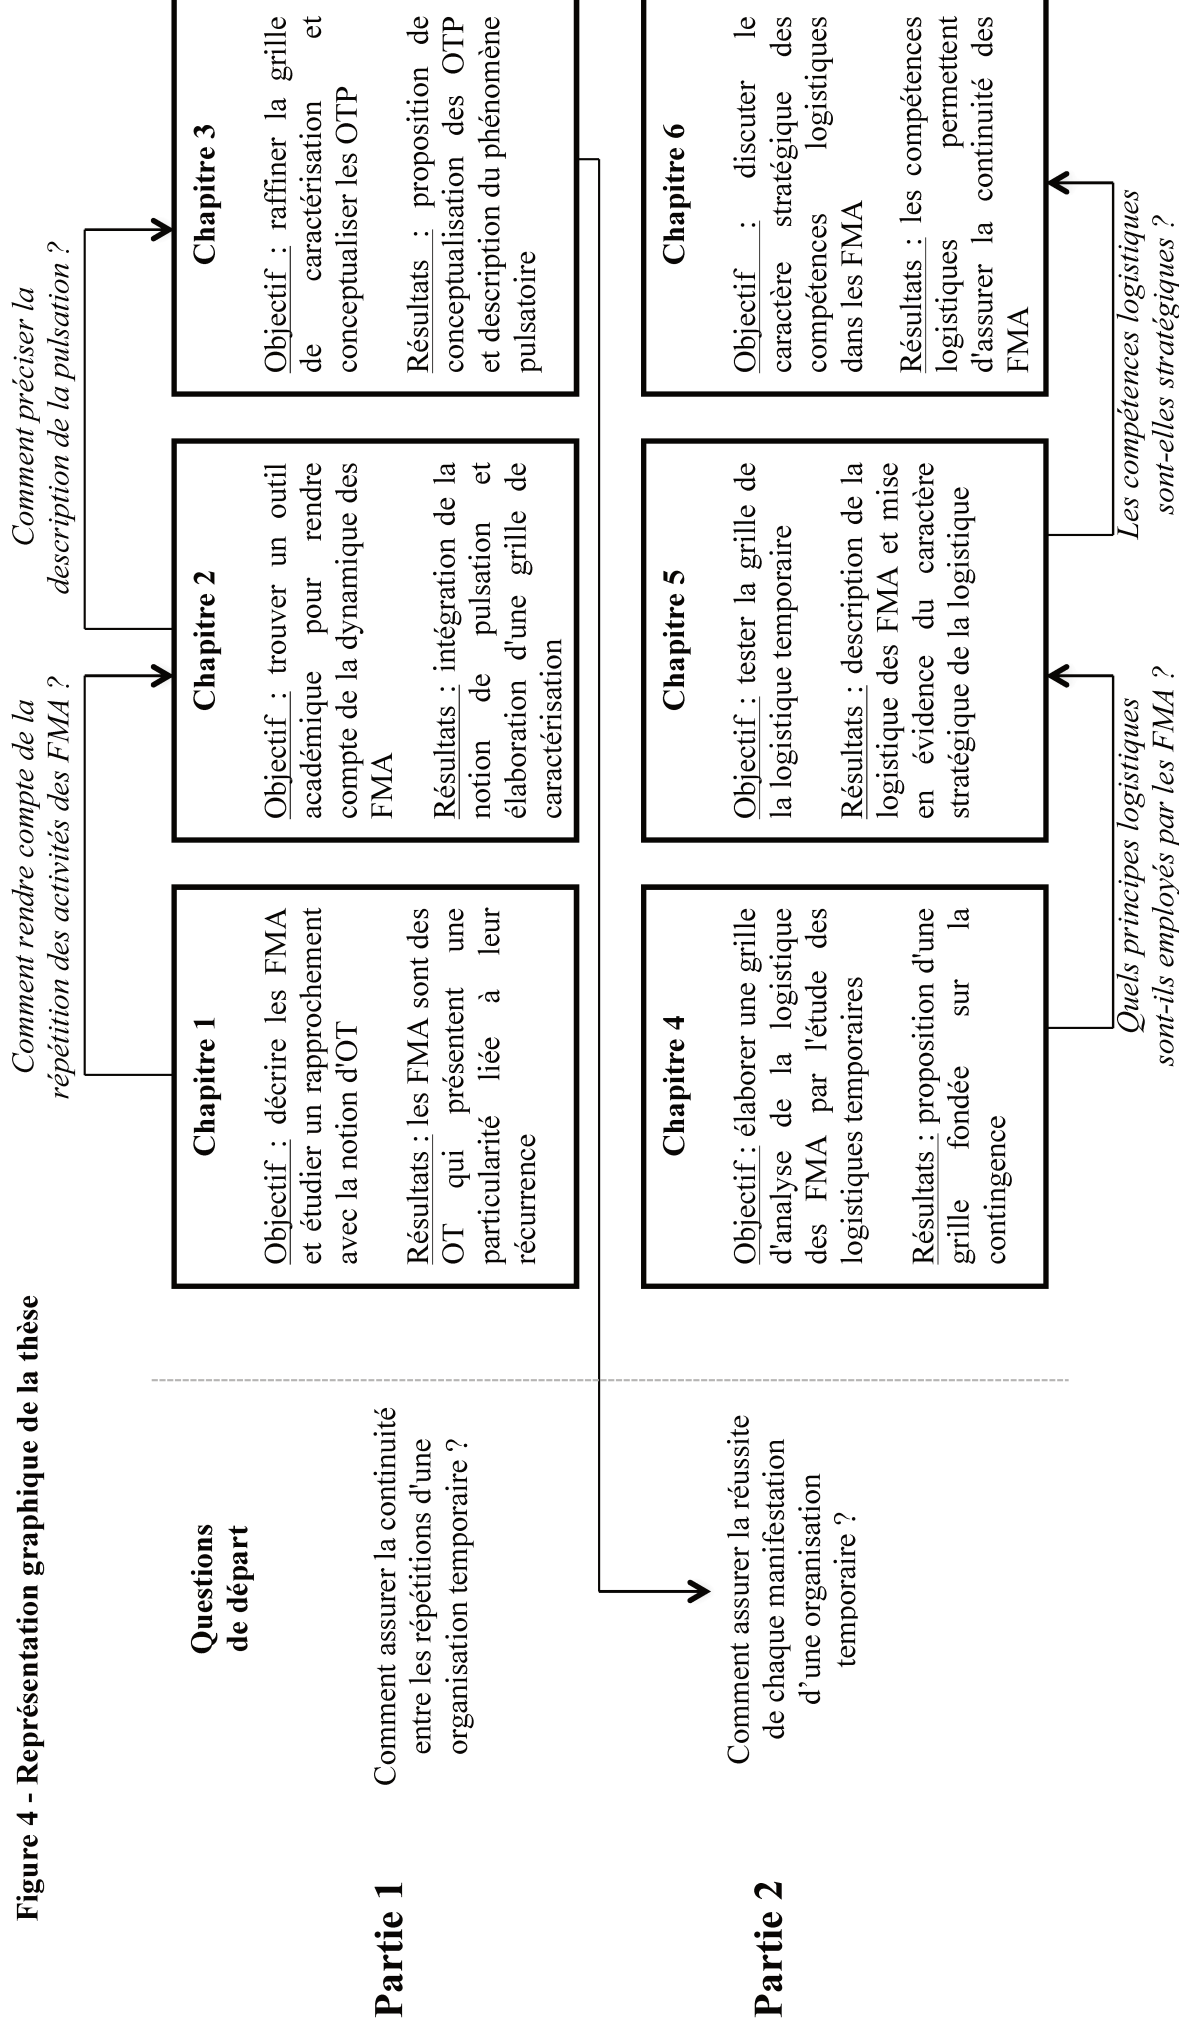 Figure 4 - Représentation graphique de la thèse
Comment rendre compte de la
répétition des activités des FMA ?
Comment préciser la
description de la pulsation ?
Questions
de départ
Partie 1
Comment assurer la continuité
entre les répétitions d'une
organisation temporaire ?
Chapitre 1
Objectif : décrire les FMA
et étudier un rapprochement
avec la notion d'OT
Résultats : les FMA sont des
OT qui présentent une
particularité liée à leur
récurrence
Chapitre 2
Objectif : trouver un outil
académique pour rendre
compte de la dynamique des
FMA
Résultats : intégration de la
notion de pulsation et
élaboration d'une grille de
caractérisation
Chapitre 3
Objectif : raffiner la grille
de caractérisation et
conceptualiser les OTP
Résultats : proposition de
conceptualisation des OTP
et description du phénomène
pulsatoire
Partie 2
Comment assurer la réussite
de chaque manifestation
d’une organisation
temporaire ?
Chapitre 4
Objectif : élaborer une grille
d'analyse de la logistique
des FMA par l'étude des
logistiques temporaires
Résultats : proposition d'une
grille fondée sur la
contingence
Chapitre 5
Objectif : tester la grille de
la logistique temporaire
Résultats : description de la
logistique des FMA et mise
en évidence du caractère
stratégique de la logistique
Chapitre 6
Objectif : discuter le
caractère stratégique des
compétences logistiques
dans les FMA
Résultats : les compétences
logistiques permettent
d'assurer la continuité des
FMA
Quels principes logistiques
sont-ils employés par les FMA ?
Les compétences logistiques
sont-elles stratégiques ?